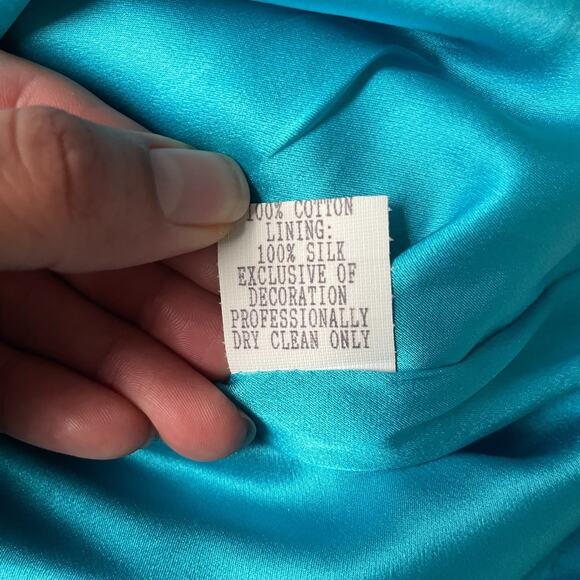 100% COTTON
LINING:
100% SILK
EXCLUSIVE OF
DECORATION
PROFESSIONALLY
DRY CLEAN ONLY